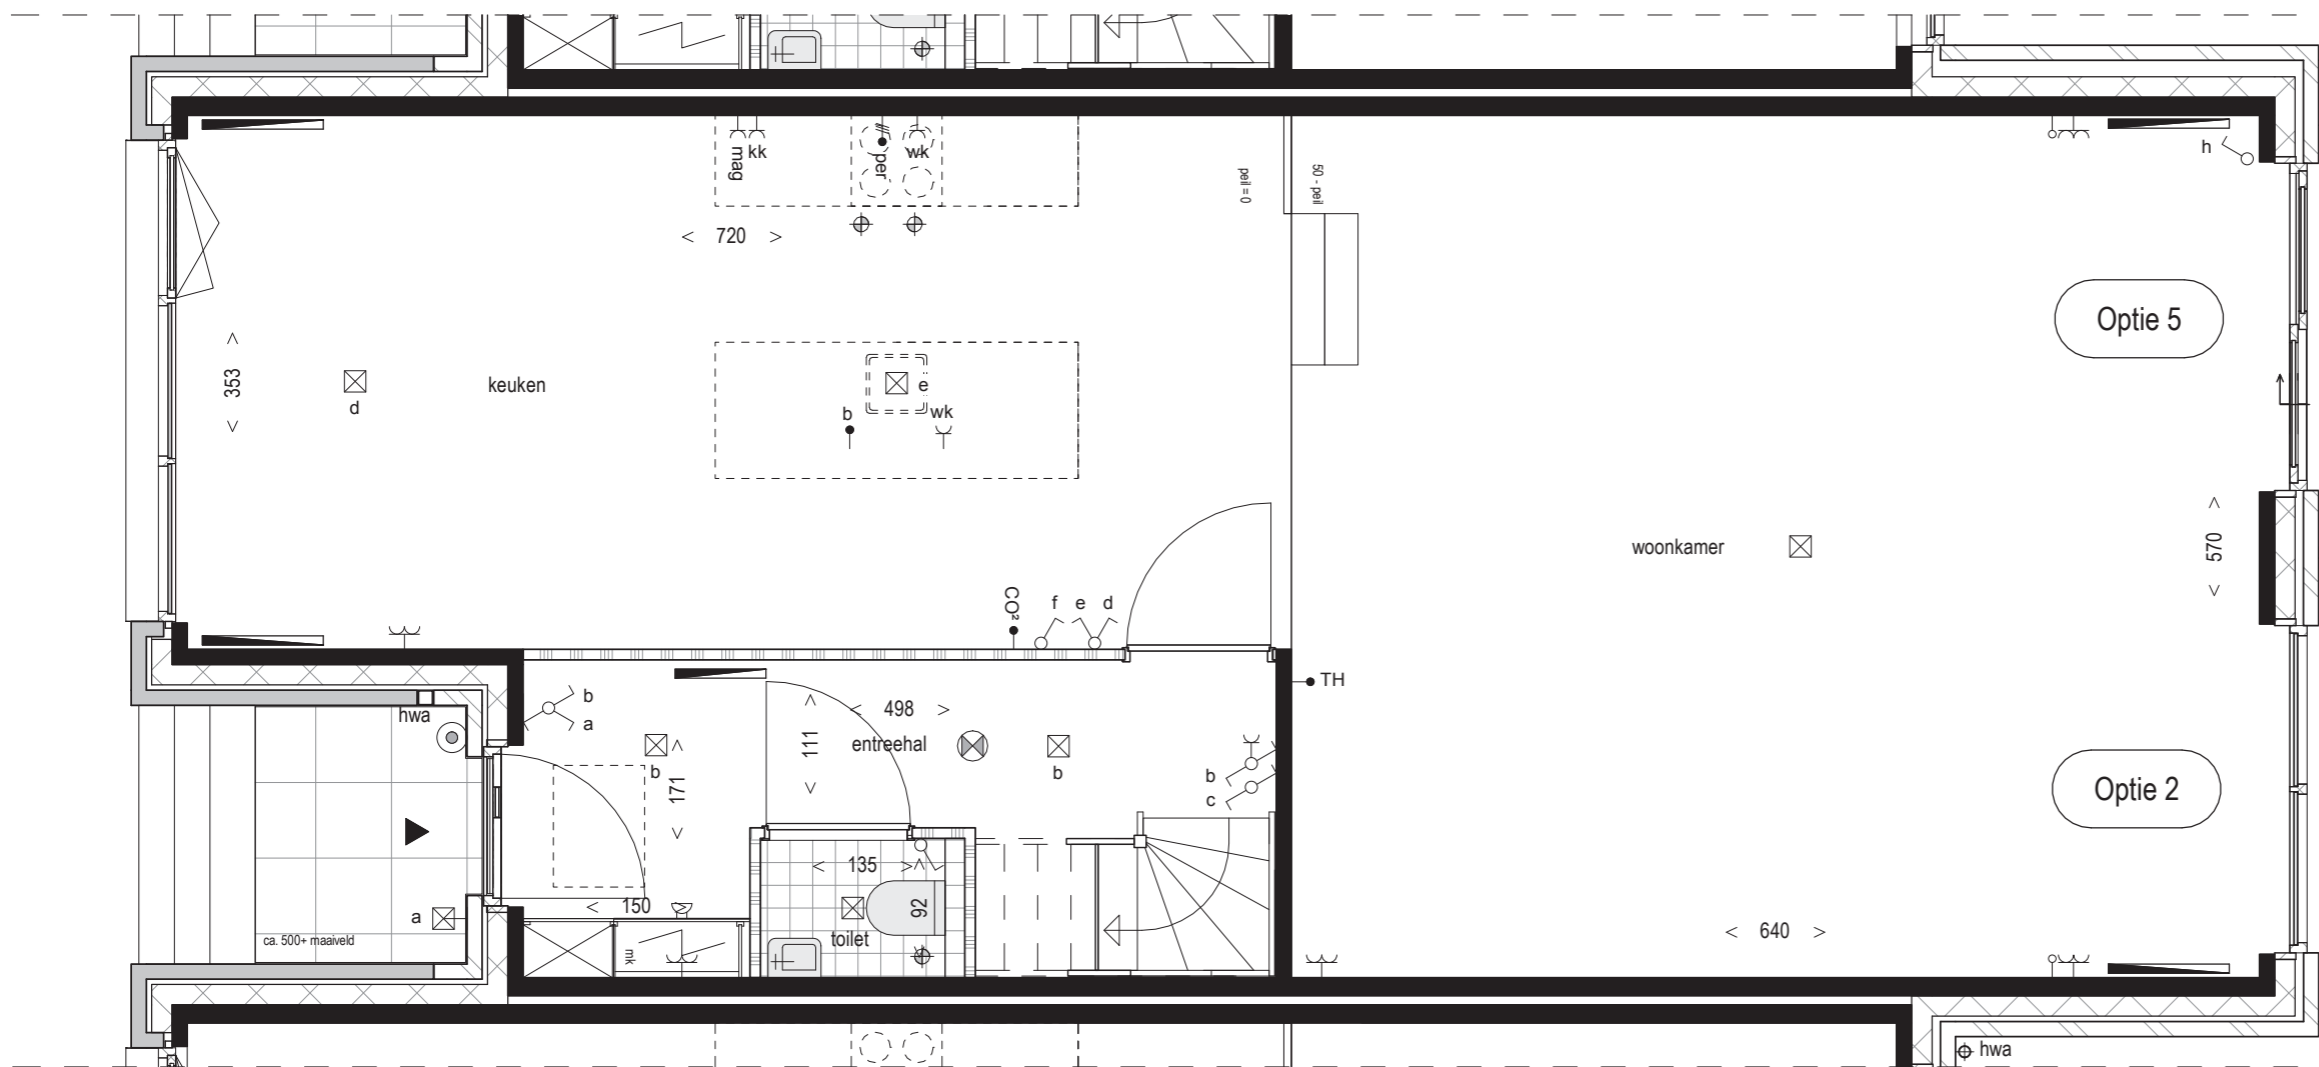 mag
kk
per
wk
peil = 0
50 - peil
h
< 720 >
Optie 5
< 353 >
d
keuken
e
b
wk
woonkamer
< 570 >
CO²
f
e
d
TH
hwa
b
a
b
< 171 >
< 111 >
< 498 >
entreehal
b
b
c
Optie 2
< 135 >
< 92 >
a
ca. 500+ maaiveld
< 150 >
mk
toilet
< 640 >
hwa